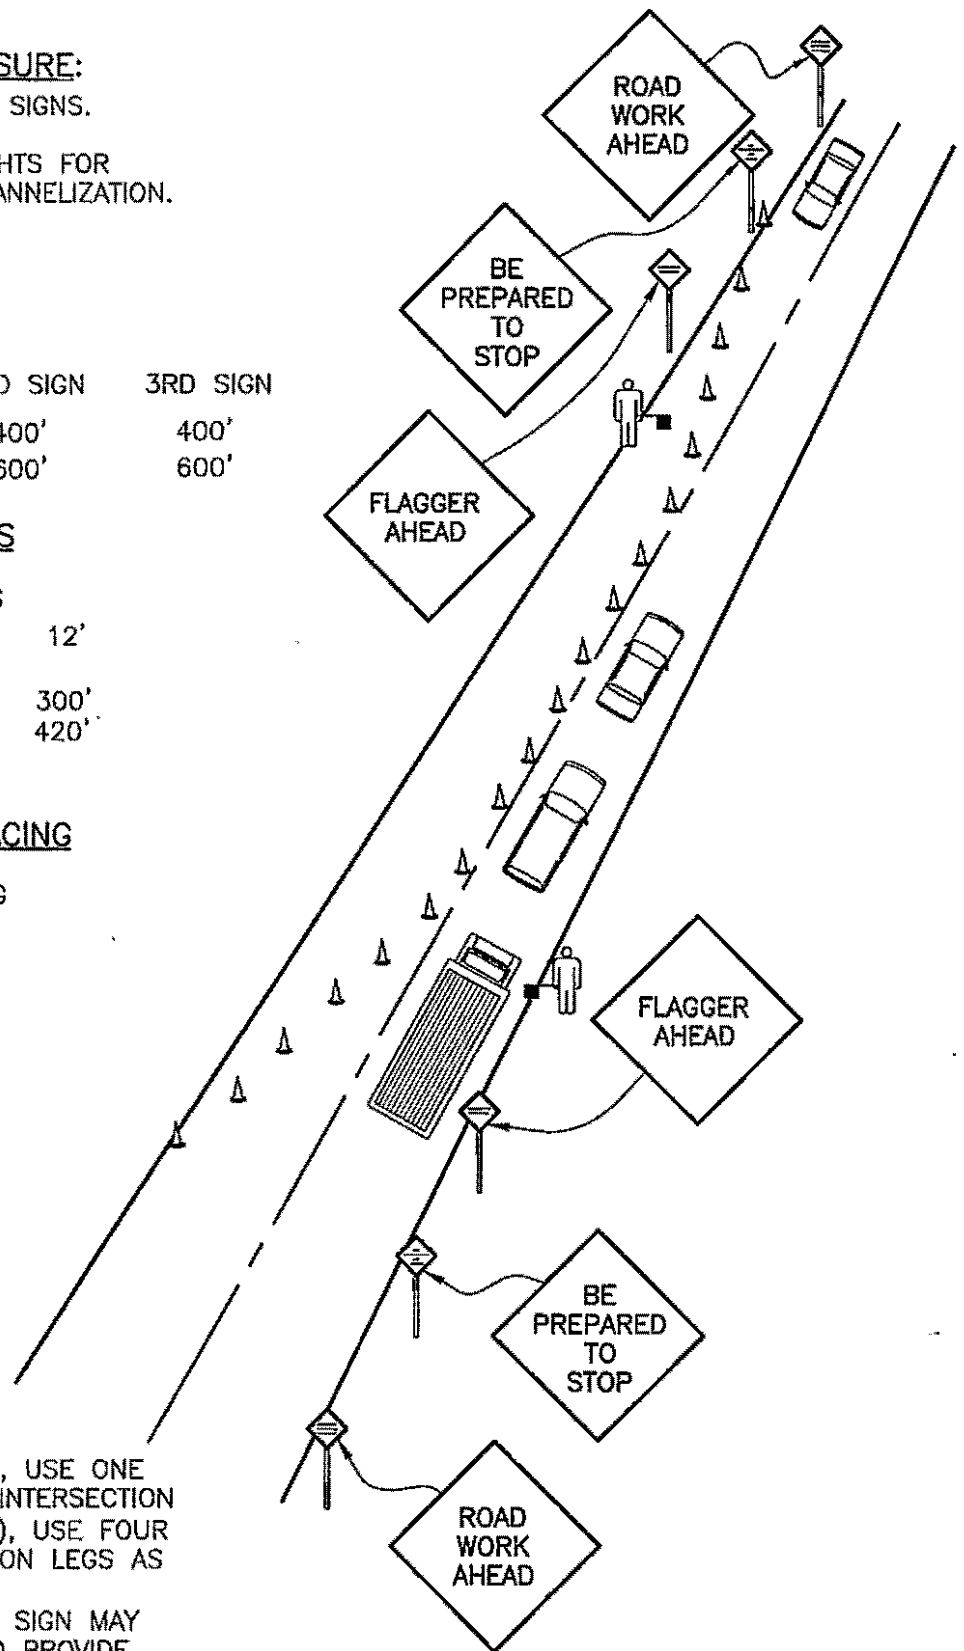 SURE:
SIGNS.
HTS FOR
ANNELIZATION.
D SIGN 3RD SIGN
400' 400'
600' 600'
S
S
12'
300'
420'
ACING
G
ROAD
WORK
AHEAD
BE
PREPARED
TO
STOP
FLAGGER
AHEAD
FLAGGER
AHEAD
BE
PREPARED
TO
STOP
ROAD
WORK
AHEAD
, USE ONE
INTERSECTION
), USE FOUR
ON LEGS AS
SIGN MAY
O PROVIDE